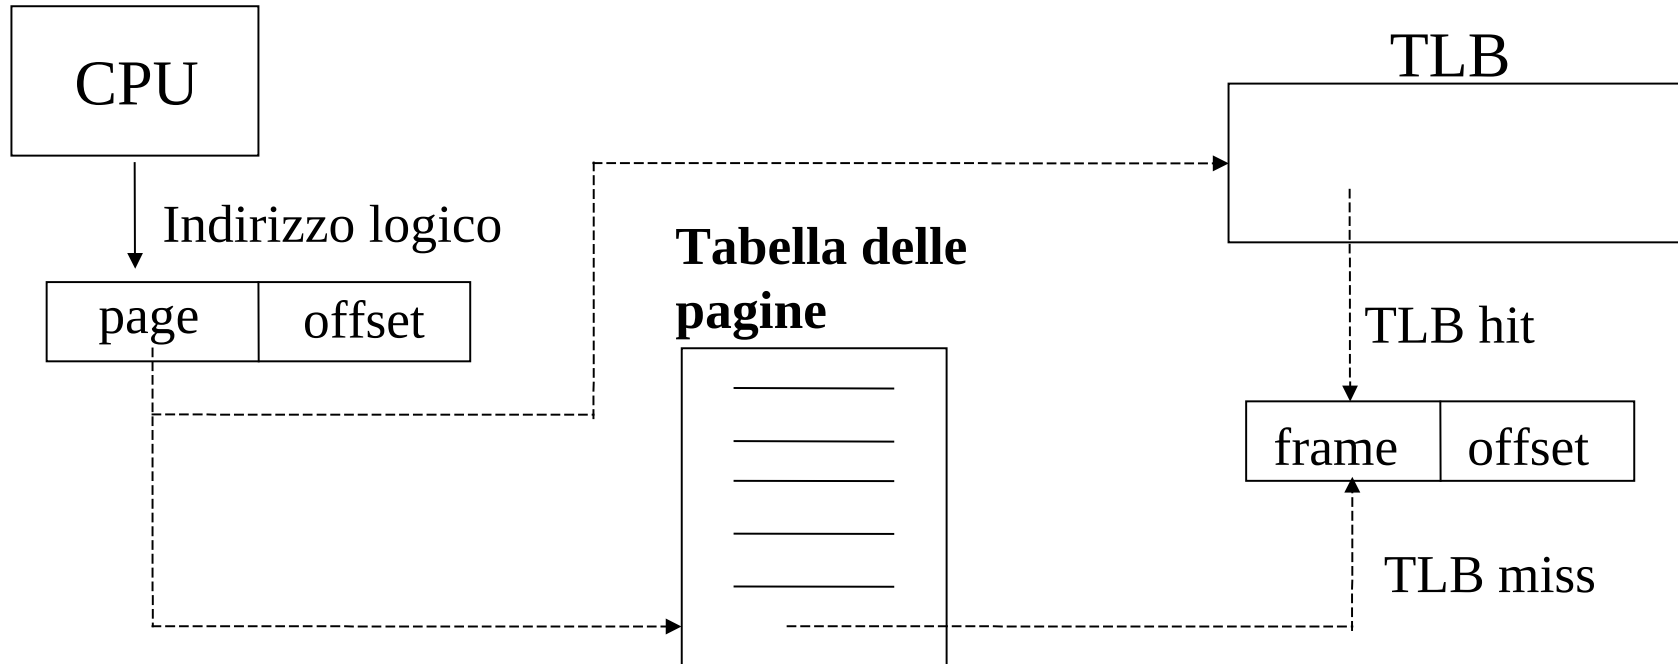 CPU
TLB
Indirizzo logico
page offset
Tabella delle
pagine
TLB hit
frame offset
TLB miss